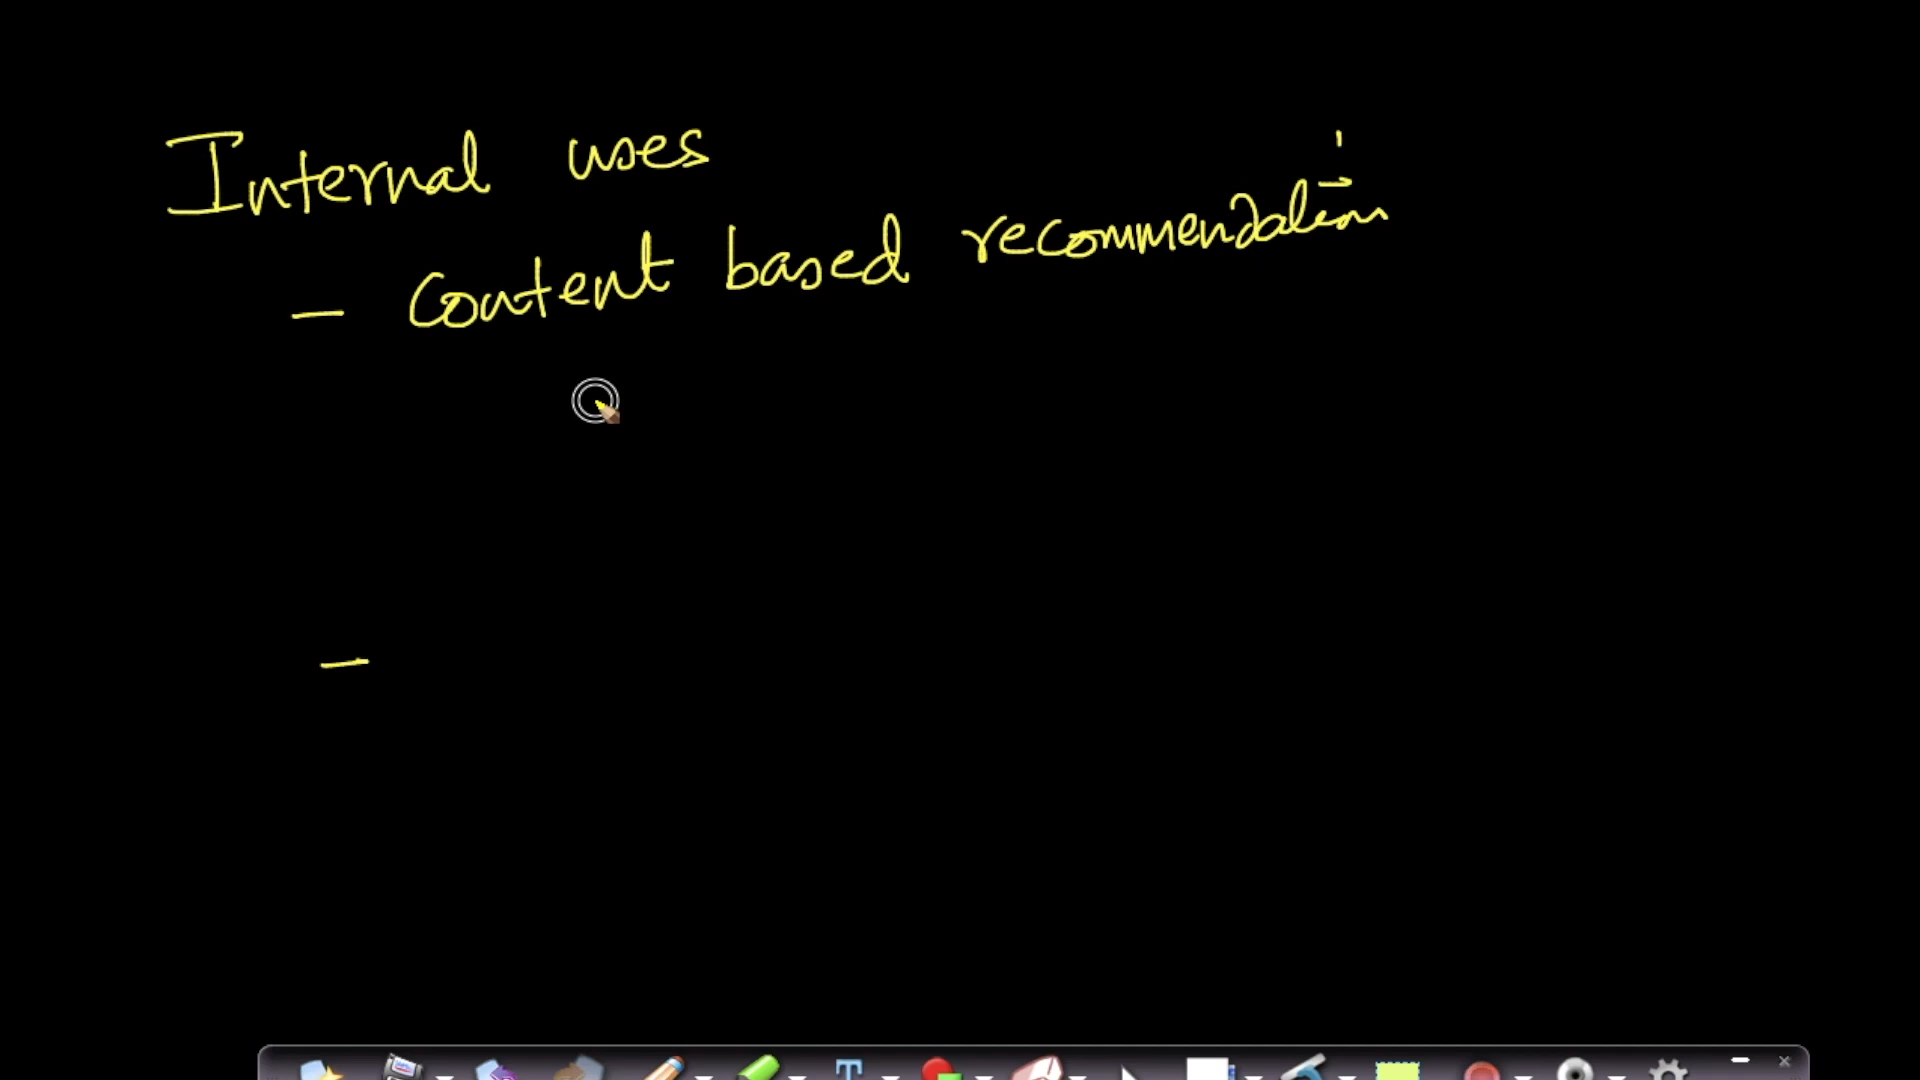 Internal uses
- Content based recommendation
-